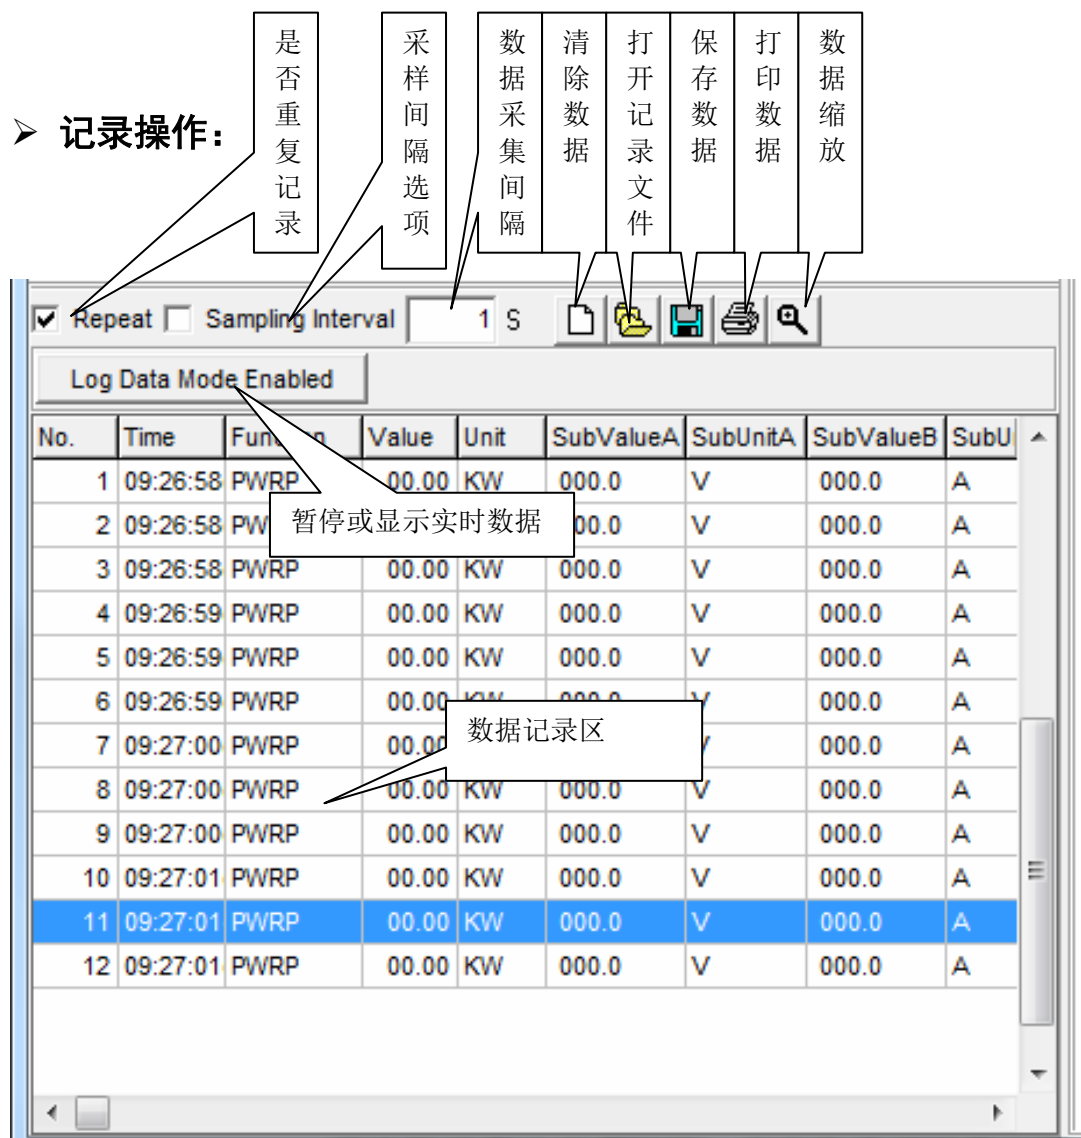 是否重复记录
采样间隔选项
数据采集间隔
清除数据
打开记录文件
保存数据
打印数据
数据缩放
➢ 记录操作：
Repeat Sampling Interval 1 S
Log Data Mode Enabled
No. Time Value Unit SubValueA SubUnitA SubValueB
1 09:26:58 PWRP 00.00 KW 000.0 V 000.0 A
暂停或显示实时数据
2 09:26:58 000.0 V 000.0 A
3 09:26:58 PWRP 00.00 KW 000.0 V 000.0 A
4 09:26:59 PWRP 00.00 KW 000.0 V 000.0 A
5 09:26:59 PWRP 00.00 KW 000.0 V 000.0 A
6 09:26:59 PWRP 00.00 KW 000.0 V 000.0 A
数据记录区
7 09:27:00 PWRP 00.00 000.0 A
8 09:27:00 PWRP 00.00 KW 000.0 V 000.0 A
9 09:27:00 PWRP 00.00 KW 000.0 V 000.0 A
10 09:27:01 PWRP 00.00 KW 000.0 V 000.0 A
11 09:27:01 PWRP 00.00 KW 000.0 V 000.0 A
12 09:27:01 PWRP 00.00 KW 000.0 V 000.0 A